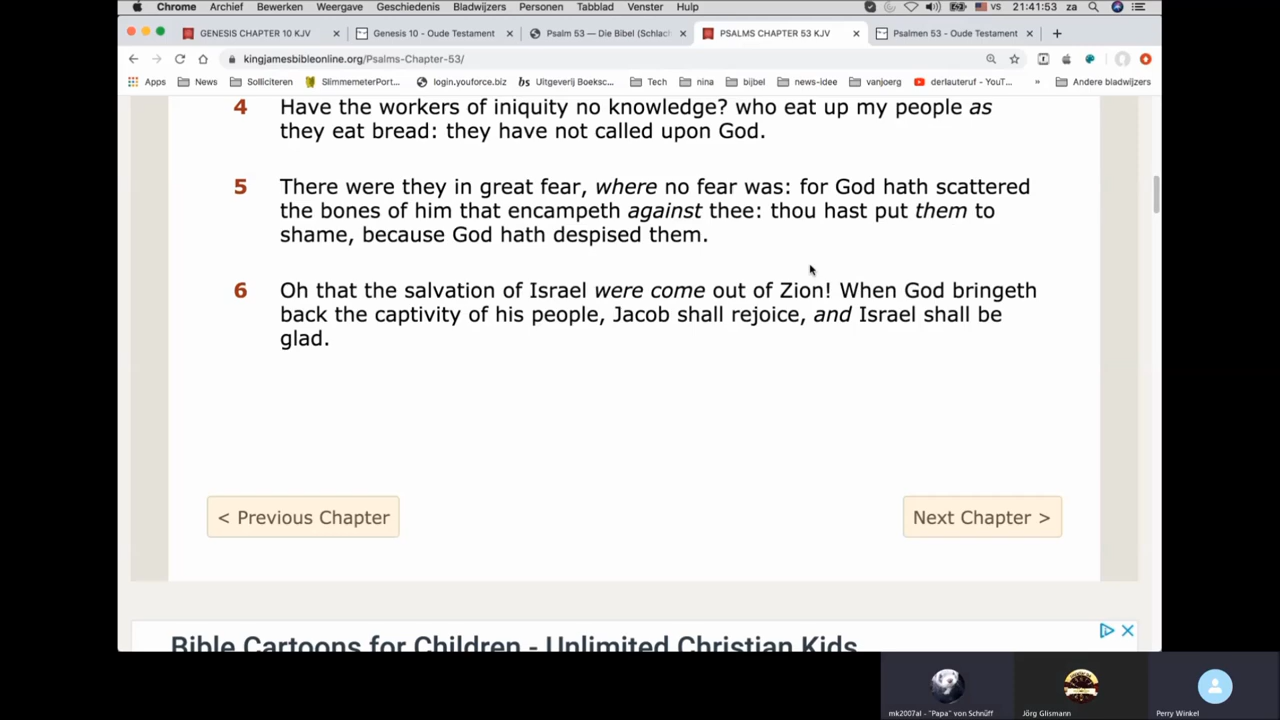 Chrome Archief Bewerken Weergave Geschiedenis Bladwijzers Personen Tabblad Venster Help VS 21:41:53 za
GENESIS CHAPTER 10 KJV Genesis 10 - Oude Testament Psalm 53 — Die Bibel (Schlach PSALMS CHAPTER 53 KJV Psalmen 53 - Oude Testament
kingjamesbibleonline.org/Psalms-Chapter-53/
Apps News Solliciteren SlimmemeterPort... login.youforce.biz Uitgeverij Boeksc... Tech nina bijbel news-idee vanjoerg derlauteruf - YouT... » Andere bladwijzers
4 Have the workers of iniquity no knowledge? who eat up my people as
they eat bread: they have not called upon God.
5 There were they in great fear, where no fear was: for God hath scattered
the bones of him that encampeth against thee: thou hast put them to
shame, because God hath despised them.
6 Oh that the salvation of Israel were come out of Zion! When God bringeth
back the captivity of his people, Jacob shall rejoice, and Israel shall be
glad.
< Previous Chapter Next Chapter >
Bible Cartoons for Children - Unlimited Christian Kids
mk2007al - "Papa" von Schnüff Jörg Glismann Perry Winkel